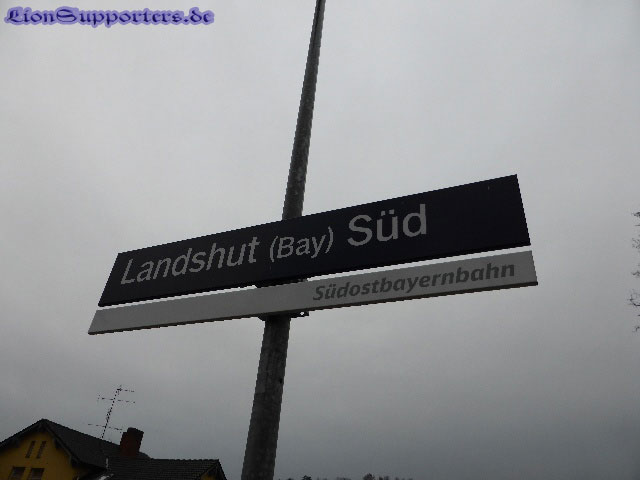 LionSupporters.de
Landshut (Bay) Süd
Südostbayernbahn